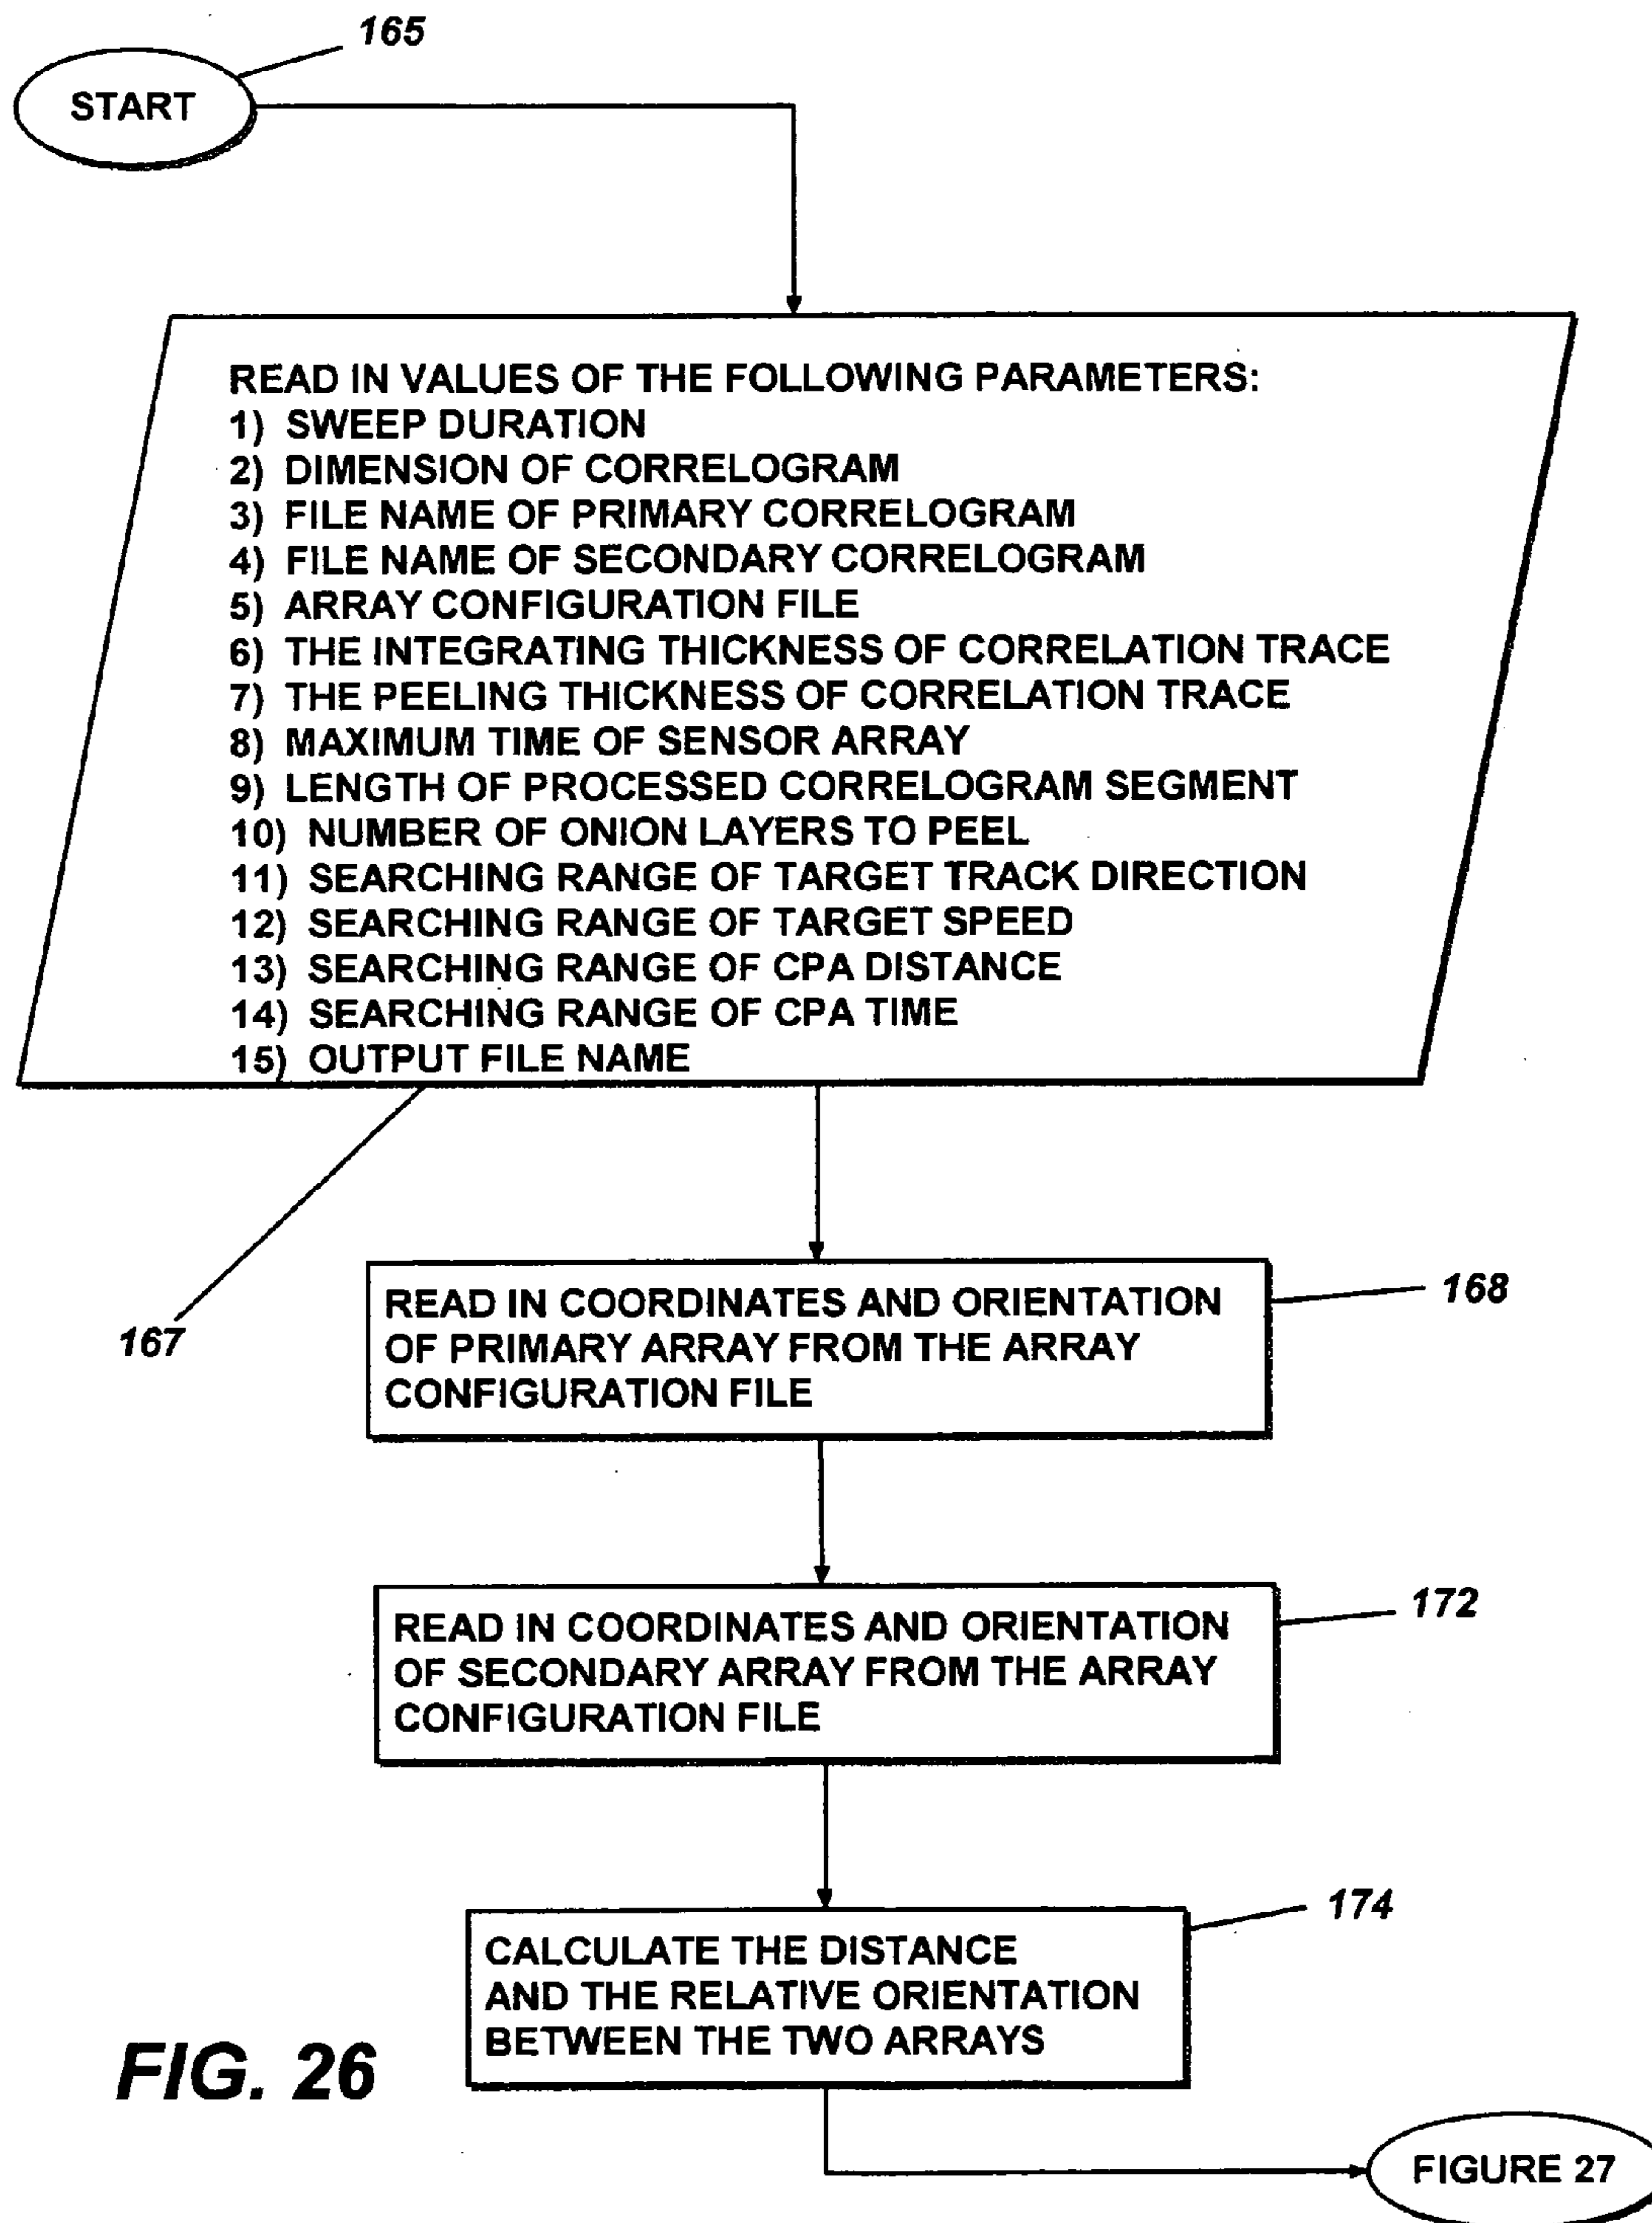 165
START
READ IN VALUES OF THE FOLLOWING PARAMETERS:
1) SWEEP DURATION
2) DIMENSION OF CORRELOGRAM
3) FILE NAME OF PRIMARY CORRELOGRAM
4) FILE NAME OF SECONDARY CORRELOGRAM
5) ARRAY CONFIGURATION FILE
6) THE INTEGRATING THICKNESS OF CORRELATION TRACE
7) THE PEELING THICKNESS OF CORRELATION TRACE
8) MAXIMUM TIME OF SENSOR ARRAY
9) LENGTH OF PROCESSED CORRELOGRAM SEGMENT
10) NUMBER OF ONION LAYERS TO PEEL
11) SEARCHING RANGE OF TARGET TRACK DIRECTION
12) SEARCHING RANGE OF TARGET SPEED
13) SEARCHING RANGE OF CPA DISTANCE
14) SEARCHING RANGE OF CPA TIME
15) OUTPUT FILE NAME
167
READ IN COORDINATES AND ORIENTATION
OF PRIMARY ARRAY FROM THE ARRAY
CONFIGURATION FILE
168
READ IN COORDINATES AND ORIENTATION
OF SECONDARY ARRAY FROM THE ARRAY
CONFIGURATION FILE
172
CALCULATE THE DISTANCE
AND THE RELATIVE ORIENTATION
BETWEEN THE TWO ARRAYS
174
FIG. 26
FIGURE 27